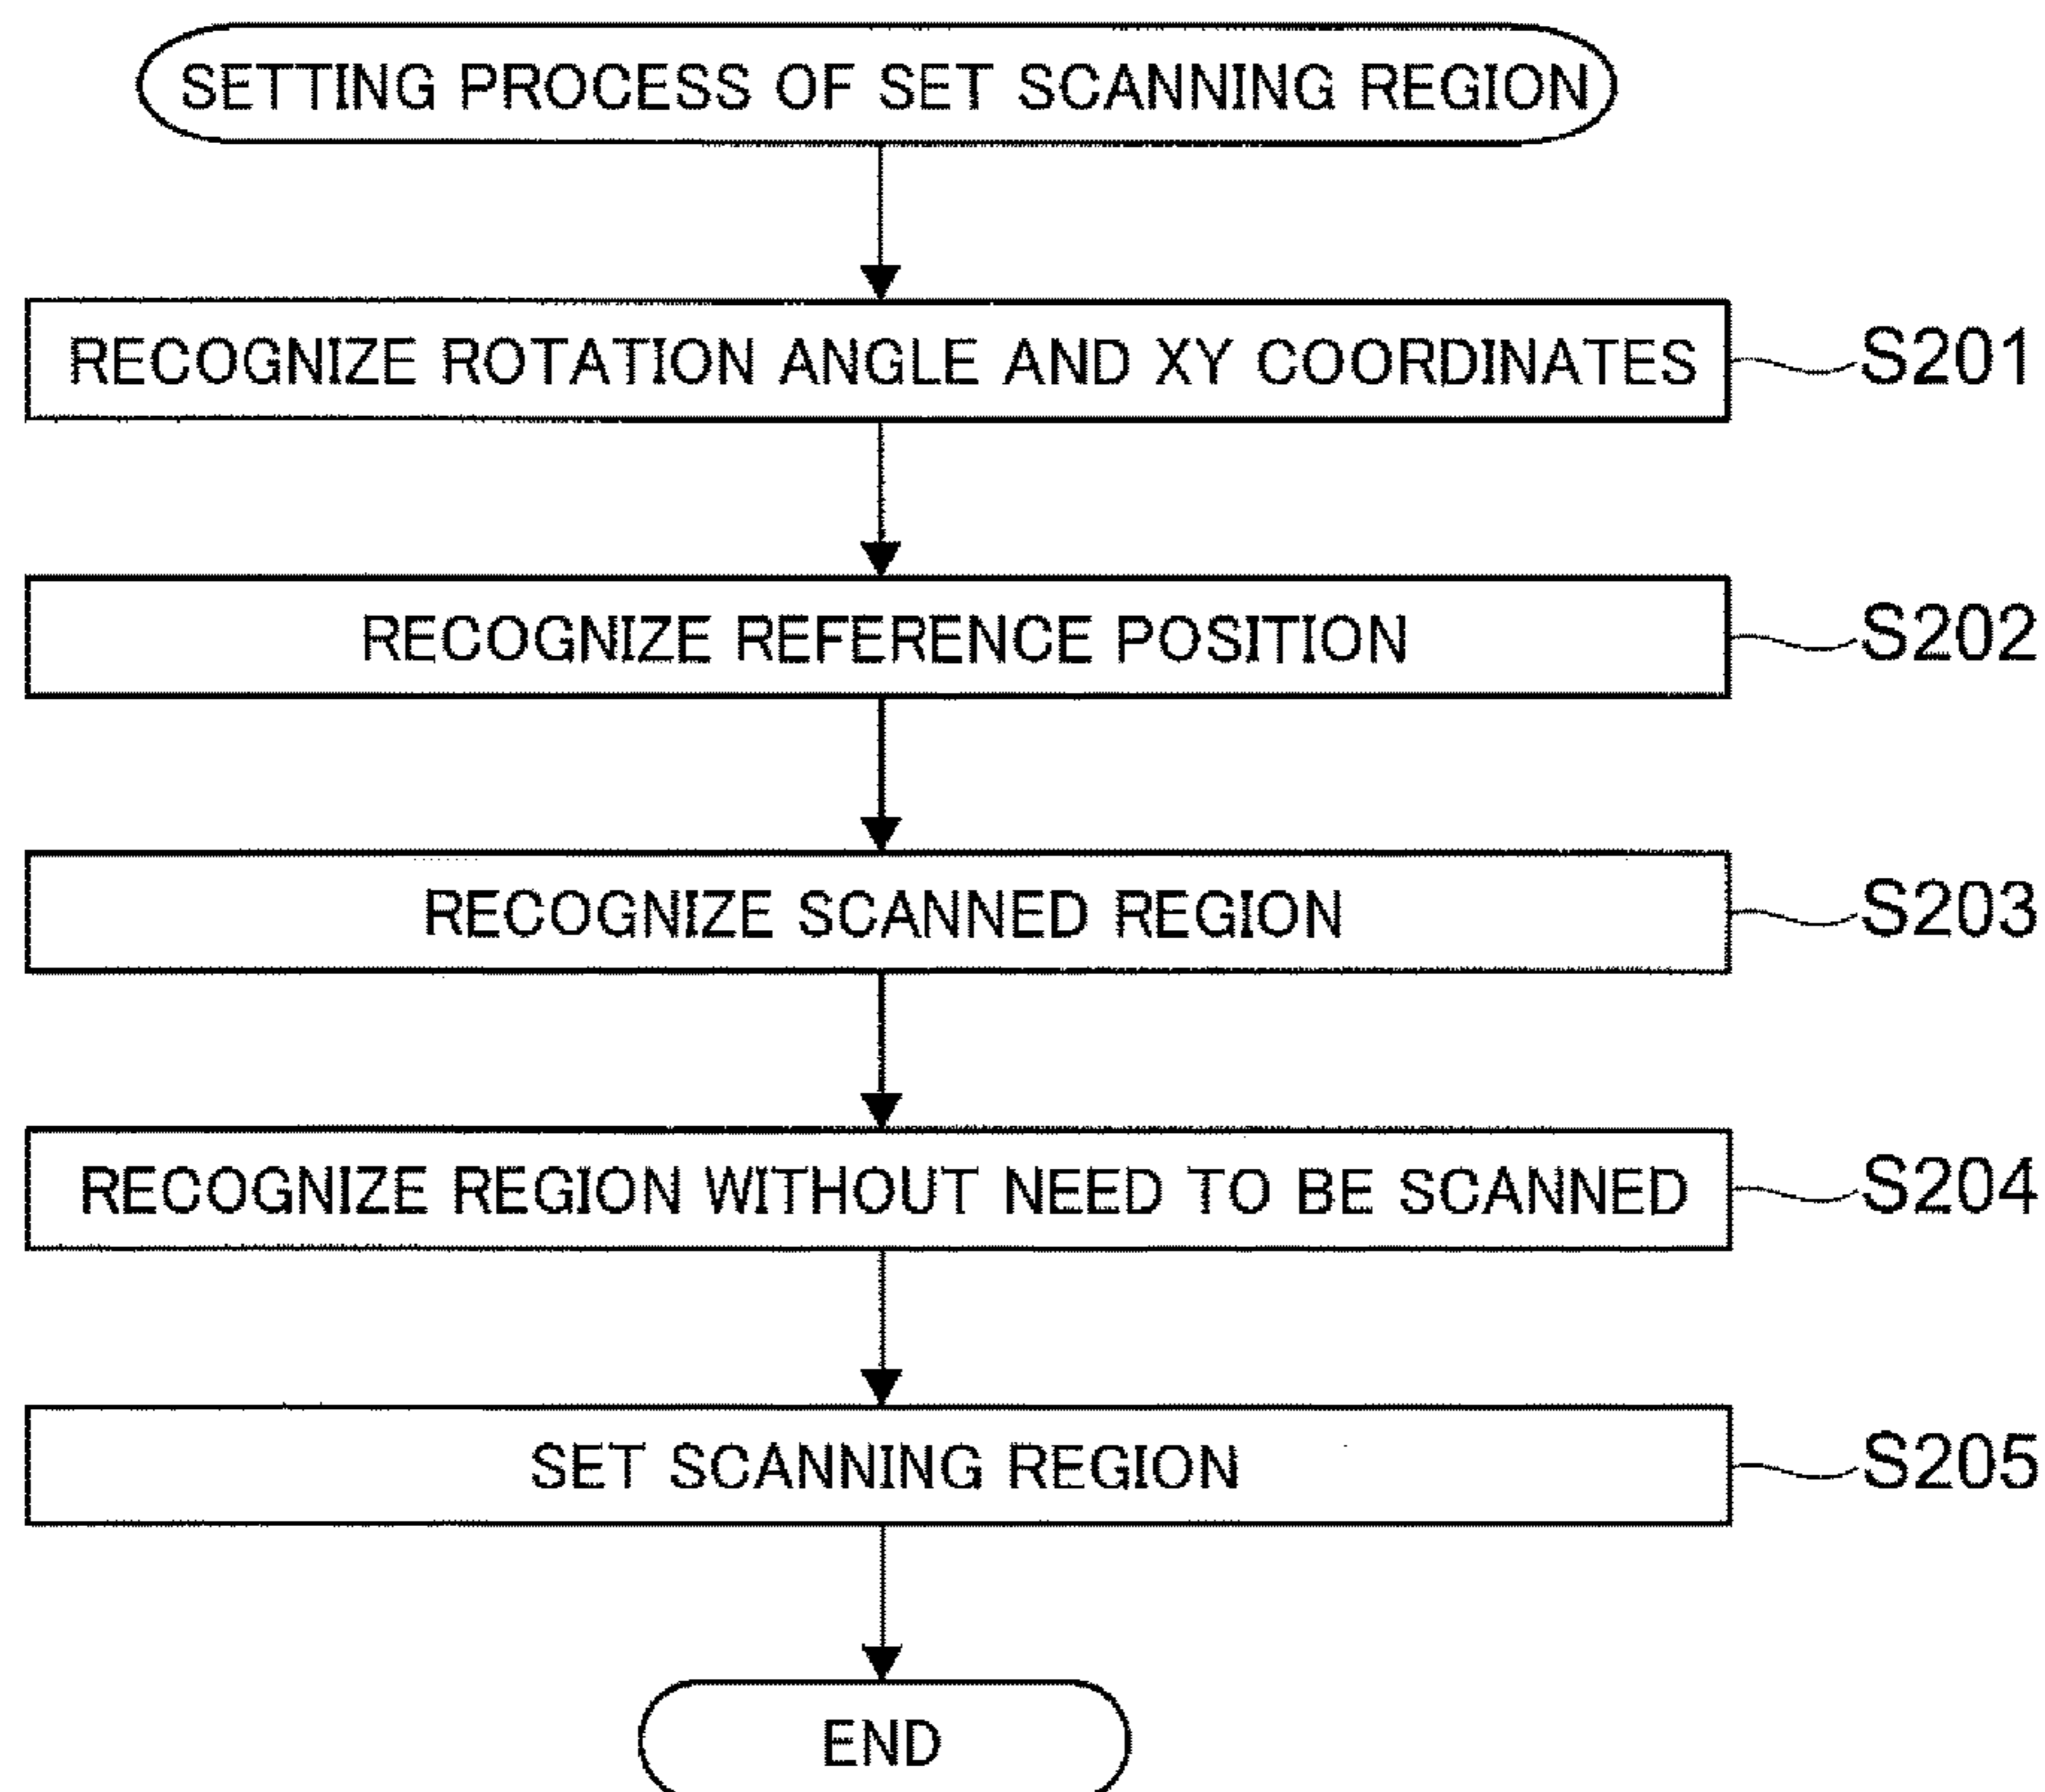 SETTING PROCESS OF SET SCANNING REGION
RECOGNIZE ROTATION ANGLE AND XY COORDINATES
S201
RECOGNIZE REFERENCE POSITION
S202
RECOGNIZE SCANNED REGION
S203
RECOGNIZE REGION WITHOUT NEED TO BE SCANNED
S204
SET SCANNING REGION
S205
END